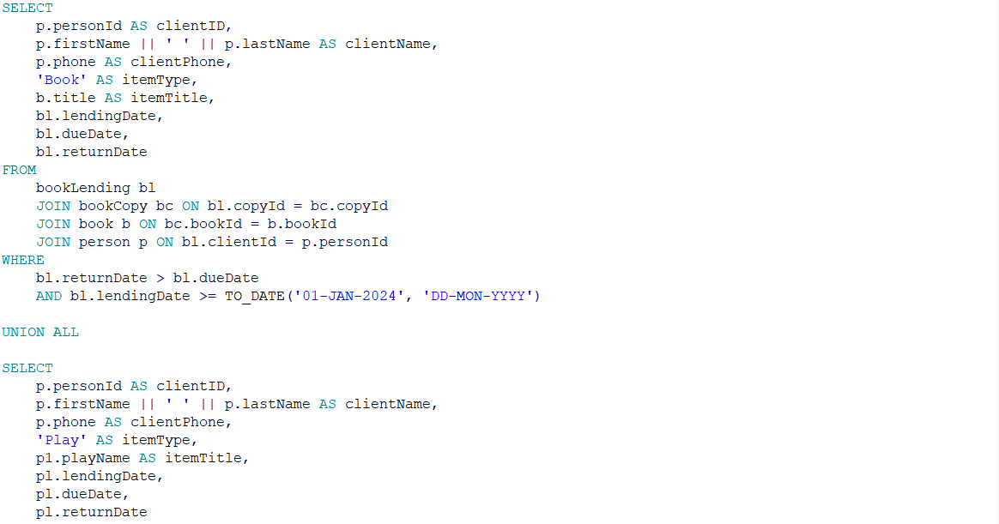 SELECT
    p.personId AS clientID,
    p.firstName || ' ' || p.lastName AS clientName,
    p.phone AS clientPhone,
    'Book' AS itemType,
    b.title AS itemTitle,
    bl.lendingDate,
    bl.dueDate,
    bl.returnDate
FROM
    bookLending bl
    JOIN bookCopy bc ON bl.copyId = bc.copyId
    JOIN book b ON bc.bookId = b.bookId
    JOIN person p ON bl.clientId = p.personId
WHERE
    bl.returnDate > bl.dueDate
    AND bl.lendingDate >= TO_DATE('01-JAN-2024', 'DD-MON-YYYY')
UNION ALL
SELECT
    p.personId AS clientID,
    p.firstName || ' ' || p.lastName AS clientName,
    p.phone AS clientPhone,
    'Play' AS itemType,
    p1.playName AS itemTitle,
    pl.lendingDate,
    pl.dueDate,
    pl.returnDate